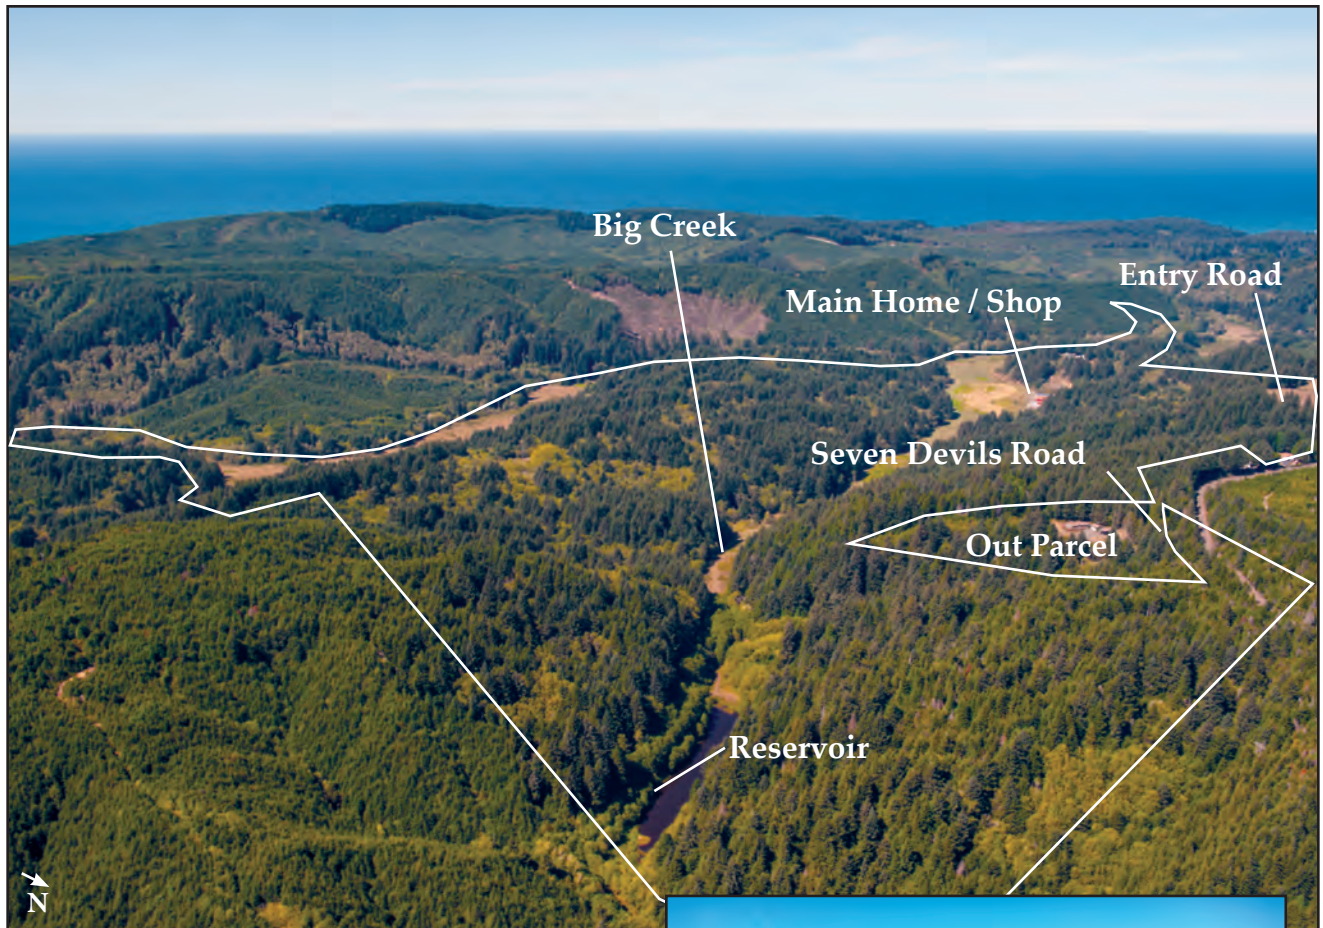 Big Creek
Entry Road
Main Home / Shop
Seven Devils Road
Out Parcel
Reservoir
N